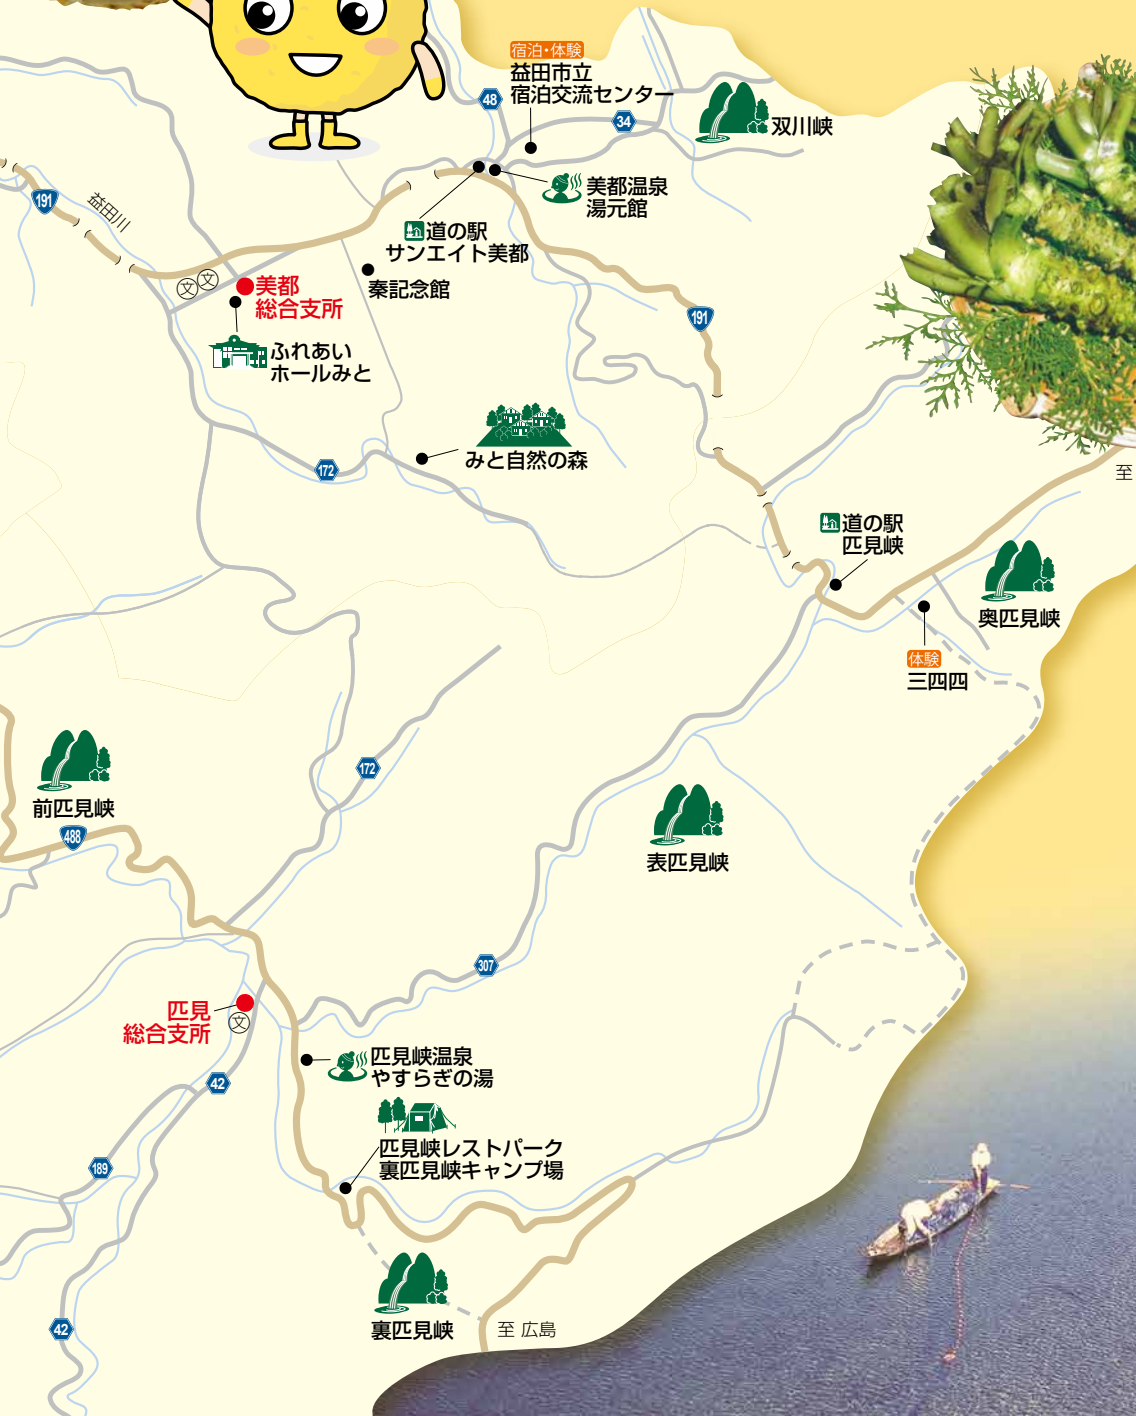 宿泊・体験
益田市立
宿泊交流センター
48
34
双川峡
191
益田川
美都温泉
湯元館
道の駅
サンエイト美都
文
文
美都
総合支所
秦記念館
191
ふれあい
ホールみと
172
みと自然の森
至
道の駅
匹見峡
奥匹見峡
体験
三四四
172
前匹見峡
488
表匹見峡
307
匹見
総合支所
文
匹見峡温泉
やすらぎの湯
42
匹見峡レストパーク
裏匹見峡キャンプ場
189
裏匹見峡
至 広島
42